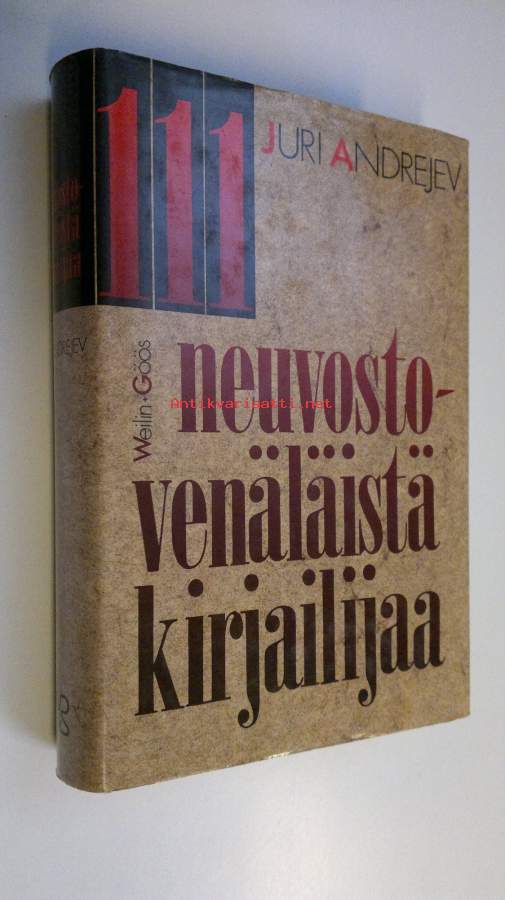 111
JURI ANDREJEV
Weilin+Göös
neuvosto-
venäläistä
kirjailijaa
Antikvariaatti.net